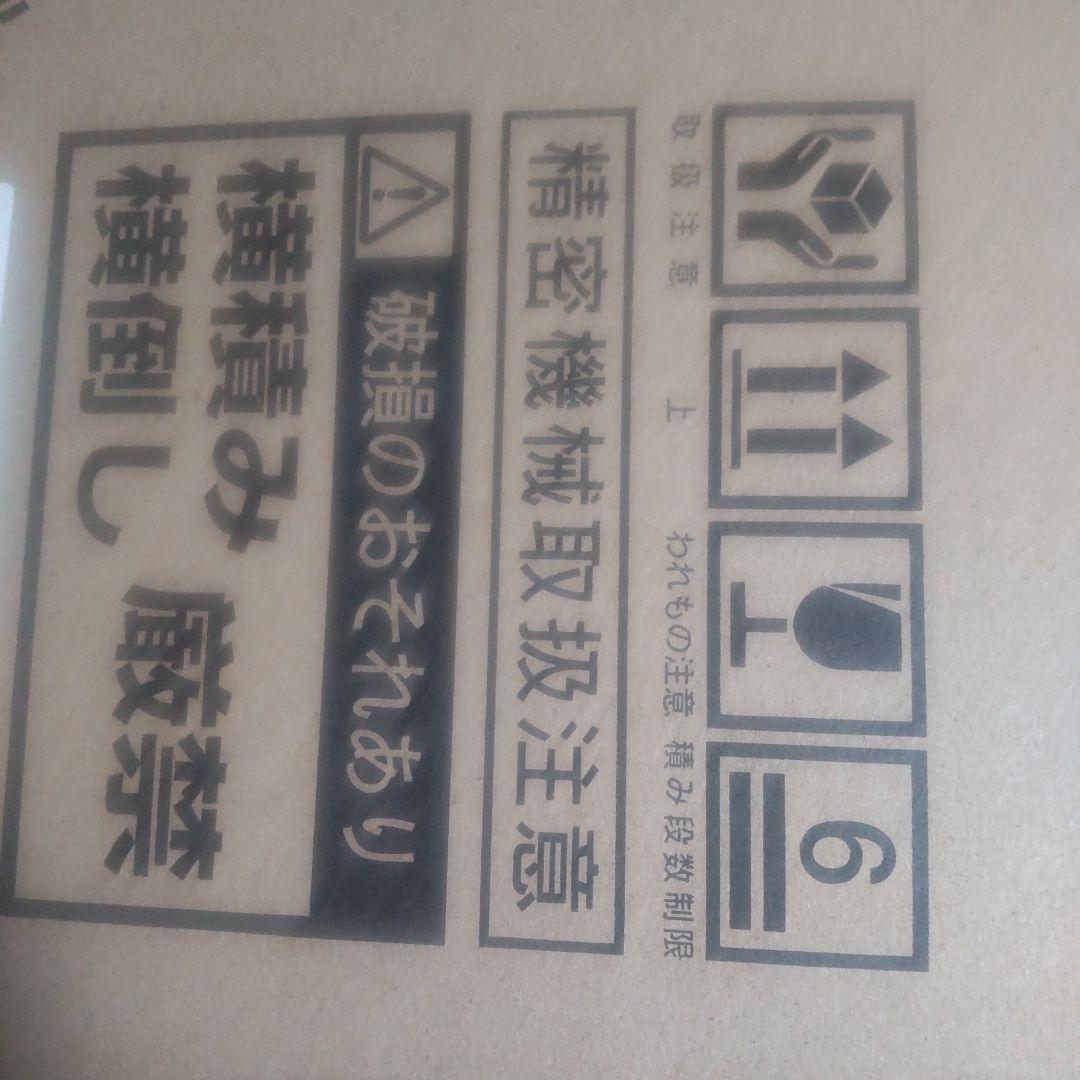 6
取扱注意
上
われもの注意
積み段数制限
精密機械取扱注意
破損のおそれあり
横積み
横倒し
厳禁